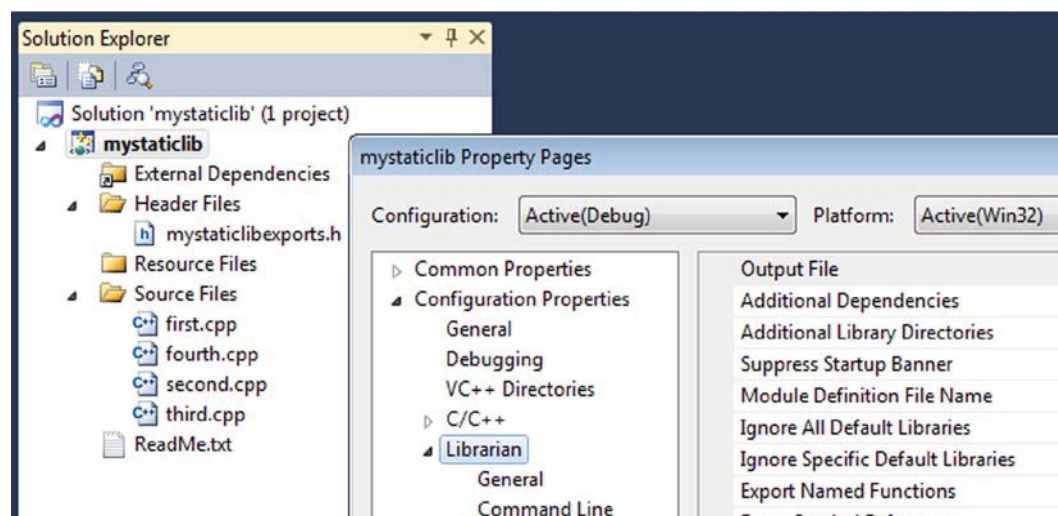 Solution Explorer
Solution 'mystaticlib' (1 project)
mystaticlib
External Dependencies
Header Files
mystaticlibexports.h
Resource Files
Source Files
first.cpp
fourth.cpp
second.cpp
third.cpp
ReadMe.txt
mystaticlib Property Pages
Configuration: Active(Debug) Platform: Active(Win32)
Common Properties
Configuration Properties
General
Debugging
VC++ Directories
C/C++
Librarian
General
Command Line
Output File
Additional Dependencies
Additional Library Directories
Suppress Startup Banner
Module Definition File Name
Ignore All Default Libraries
Ignore Specific Default Libraries
Export Named Functions